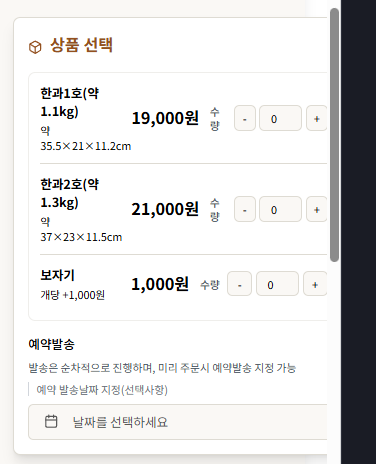 상품 선택
한과1호(약
1.1kg)
약
35.5×21×11.2cm
19,000원
수
량
- 0 +
한과2호(약
1.3kg)
약
37×23×11.5cm
21,000원
수
량
- 0 +
보자기
개당 +1,000원
1,000원
수량
- 0 +
예약발송
발송은 순차적으로 진행하며, 미리 주문시 예약발송 지정 가능
예약 발송날짜 지정(선택사항)
날짜를 선택하세요